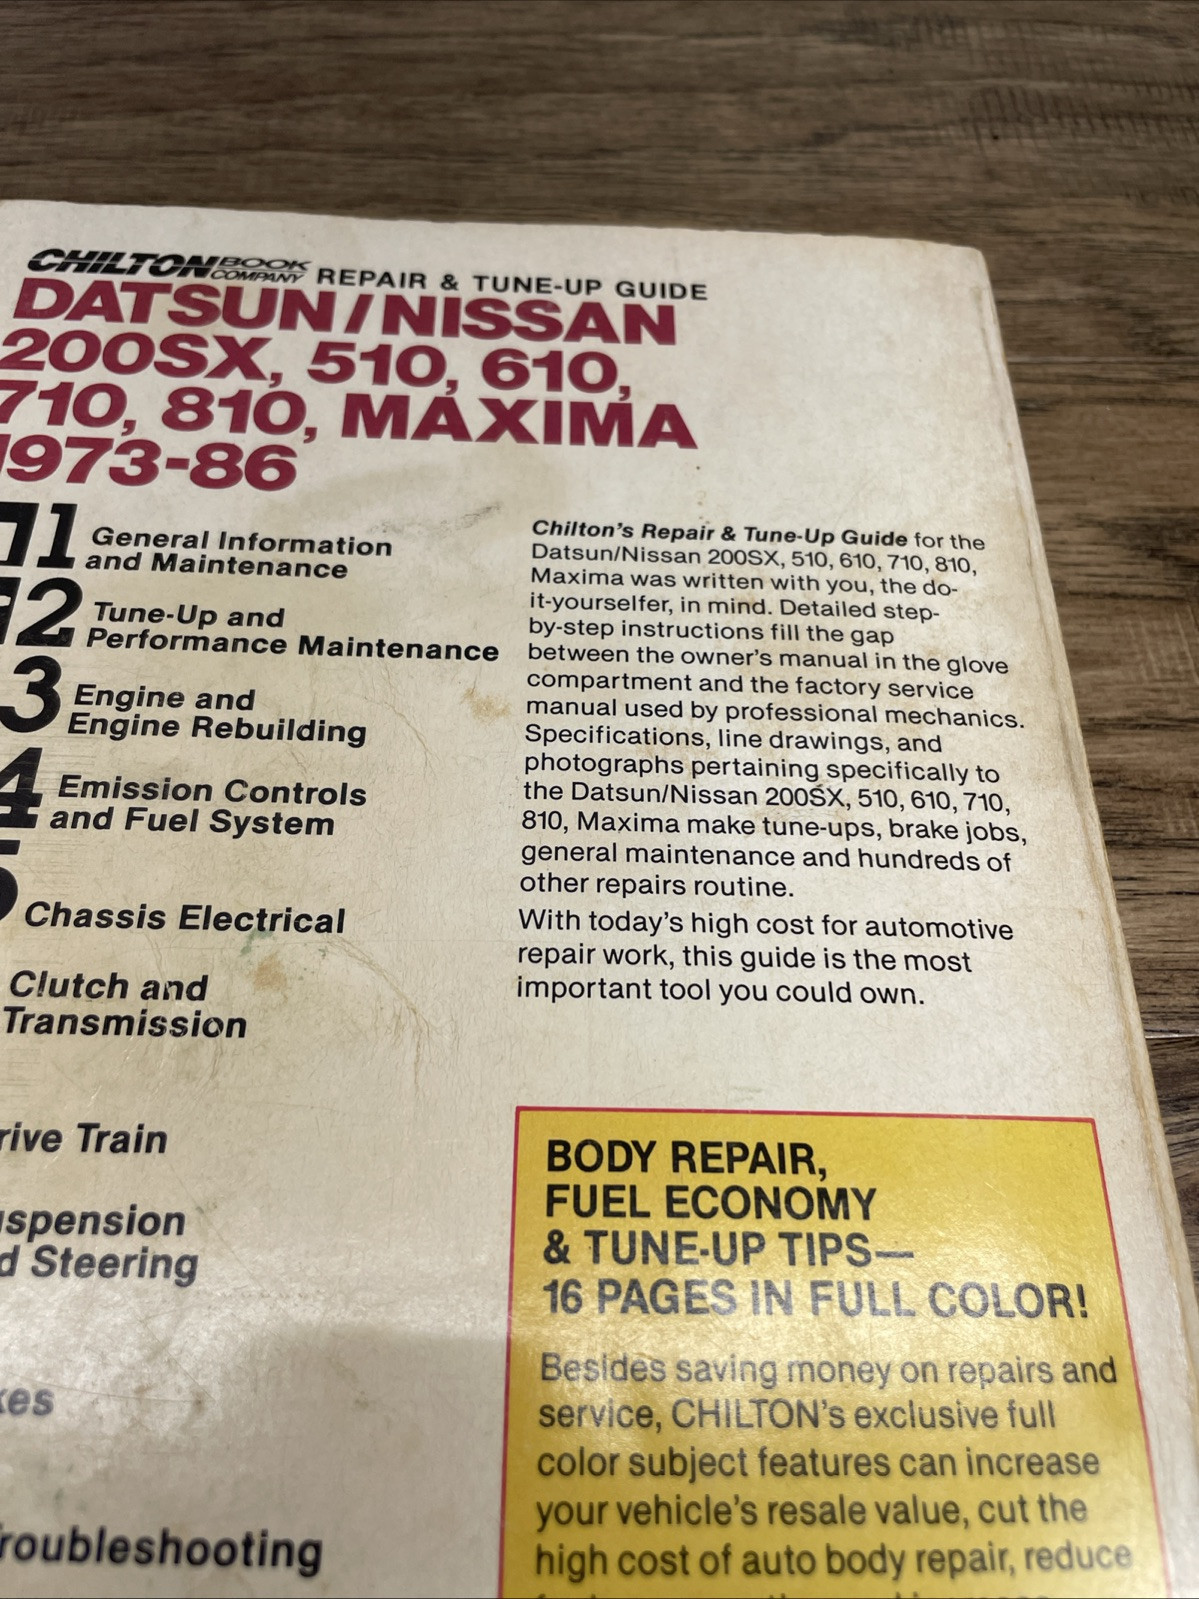 CHILTON BOOK COMPANY REPAIR & TUNE-UP GUIDE
DATSUN/NISSAN
200SX, 510, 610,
710, 810, MAXIMA
1973-86
1 General Information
and Maintenance
2 Tune-Up and
Performance Maintenance
3 Engine and
Engine Rebuilding
4 Emission Controls
and Fuel System
5 Chassis Electrical
Clutch and
Transmission
rive Train
uspension
d Steering
kes
roubleshooting
Chilton's Repair & Tune-Up Guide for the
Datsun/Nissan 200SX, 510, 610, 710, 810,
Maxima was written with you, the do-
it-yourselfer, in mind. Detailed step-
by-step instructions fill the gap
between the owner's manual in the glove
compartment and the factory service
manual used by professional mechanics.
Specifications, line drawings, and
photographs pertaining specifically to
the Datsun/Nissan 200SX, 510, 610, 710,
810, Maxima make tune-ups, brake jobs,
general maintenance and hundreds of
other repairs routine.
With today's high cost for automotive
repair work, this guide is the most
important tool you could own.
BODY REPAIR,
FUEL ECONOMY
& TUNE-UP TIPS—
16 PAGES IN FULL COLOR!
Besides saving money on repairs and
service, CHILTON's exclusive full
color subject features can increase
your vehicle's resale value, cut the
high cost of auto body repair, reduce